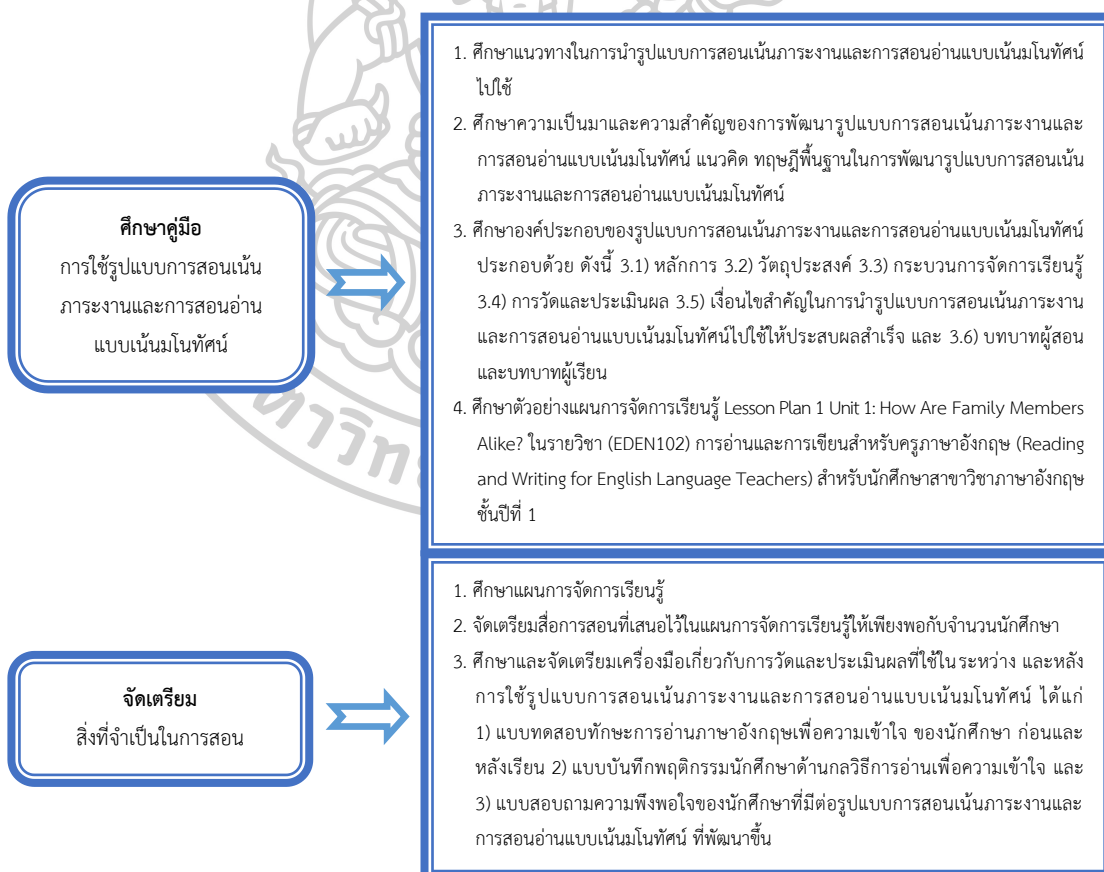 1. ศึกษาแนวทางในการนำรูปแบบการสอนเน้นภาระงานและการสอนอ่านแบบเน้นมโนทัศน์
ไปใช้
2. ศึกษาความเป็นมาและความสำคัญของการพัฒนารูปแบบการสอนเน้นภาระงานและ
การสอนอ่านแบบเน้นมโนทัศน์ แนวคิด ทฤษฎีพื้นฐานในการพัฒนารูปแบบการสอนเน้น
ภาระงานและการสอนอ่านแบบเน้นมโนทัศน์
3. ศึกษาองค์ประกอบของรูปแบบการสอนเน้นภาระงานและการสอนอ่านแบบเน้นมโนทัศน์
ประกอบด้วย ดังนี้ 3.1) หลักการ 3.2) วัตถุประสงค์ 3.3) กระบวนการจัดการเรียนรู้
3.4) การวัดและประเมินผล 3.5) เงื่อนไขสำคัญในการนำรูปแบบการสอนเน้นภาระงาน
และการสอนอ่านแบบเน้นมโนทัศน์ไปใช้ให้ประสบผลสำเร็จ และ 3.6) บทบาทผู้สอน
และบทบาทผู้เรียน
4. ศึกษาตัวอย่างแผนการจัดการเรียนรู้ Lesson Plan 1 Unit 1: How Are Family Members
Alike? ในรายวิชา (EDEN102) การอ่านและการเขียนสำหรับครูภาษาอังกฤษ (Reading
and Writing for English Language Teachers) สำหรับนักศึกษาสาขาวิชาภาษาอังกฤษ
ชั้นปีที่ 1
ศึกษาคู่มือ
การใช้รูปแบบการสอนเน้น
ภาระงานและการสอนอ่าน
แบบเน้นมโนทัศน์
1. ศึกษาแผนการจัดการเรียนรู้
2. จัดเตรียมสื่อการสอนที่เสนอไว้ในแผนการจัดการเรียนรู้ให้เพียงพอกับจำนวนนักศึกษา
3. ศึกษาและจัดเตรียมเครื่องมือเกี่ยวกับการวัดและประเมินผลที่ใช้ในระหว่าง และหลัง
การใช้รูปแบบการสอนเน้นภาระงานและการสอนอ่านแบบเน้นมโนทัศน์ ได้แก่
1) แบบทดสอบทักษะการอ่านภาษาอังกฤษเพื่อความเข้าใจ ของนักศึกษา ก่อนและ
หลังเรียน 2) แบบบันทึกพฤติกรรมนักศึกษาด้านกลวิธีการอ่านเพื่อความเข้าใจ และ
3) แบบสอบถามความพึงพอใจของนักศึกษาที่มีต่อรูปแบบการสอนเน้นภาระงานและ
การสอนอ่านแบบเน้นมโนทัศน์ ที่พัฒนาขึ้น
จัดเตรียม
สิ่งที่จำเป็นในการสอน